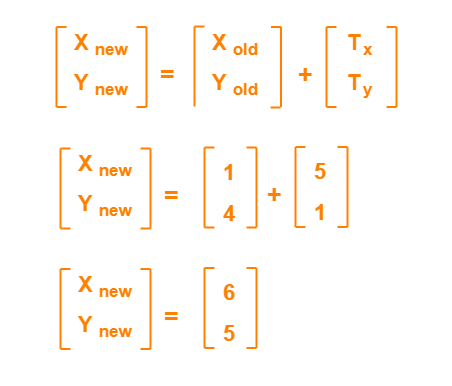 X new = X old + Tx
Y new Y old Ty
X new = 1 + 5
Y new 4 1
X new = 6
Y new 5